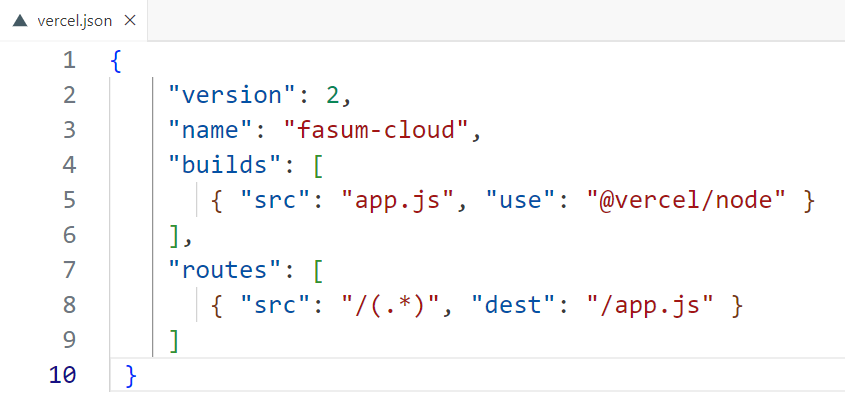 vercel.json ×
1 {
2 "version": 2,
3 "name": "fasum-cloud",
4 "builds": [
5 { "src": "app.js", "use": "@vercel/node" }
6 ],
7 "routes": [
8 { "src": "/(.*)", "dest": "/app.js" }
9 ]
10 }